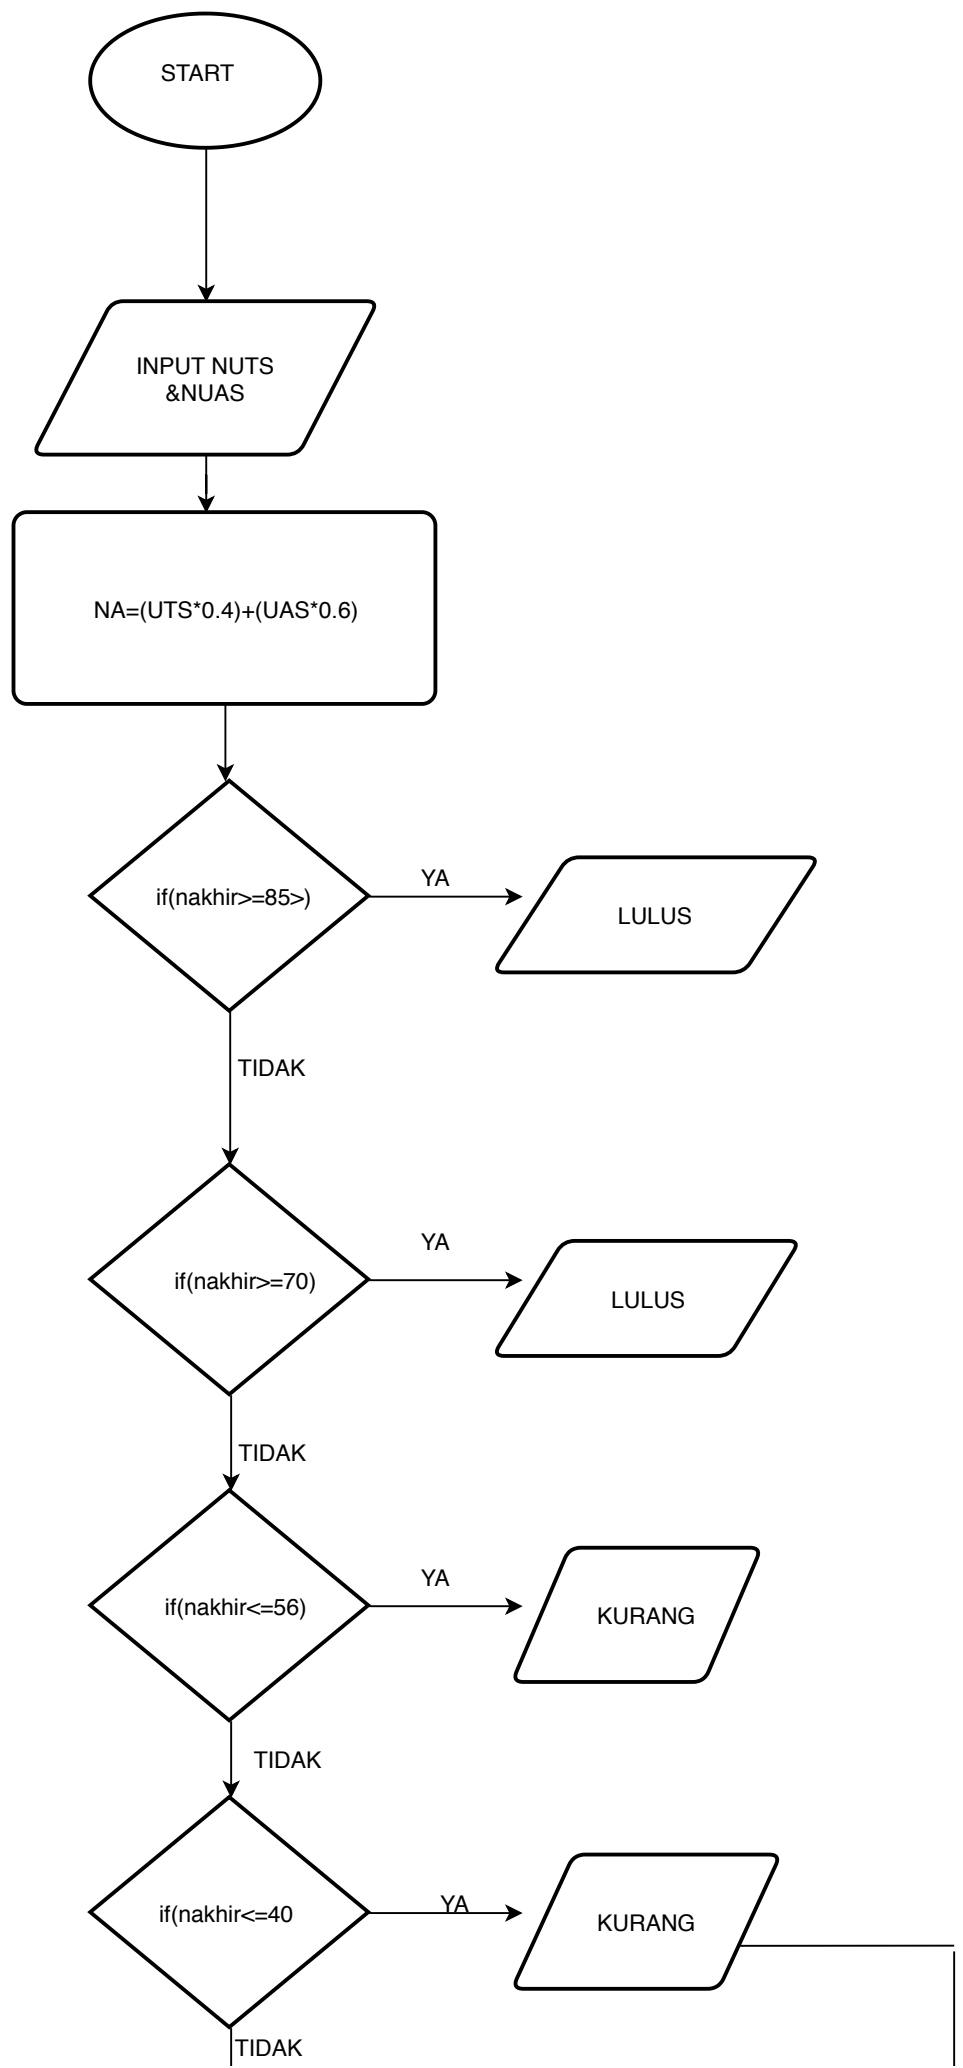 START
INPUT NUTS
&NUAS
NA=(UTS*0.4)+(UAS*0.6)
if(nakhir>=85>)
YA
LULUS
TIDAK
if(nakhir>=70)
YA
LULUS
TIDAK
if(nakhir<=56)
YA
KURANG
TIDAK
if(nakhir<=40
YA
KURANG
TIDAK